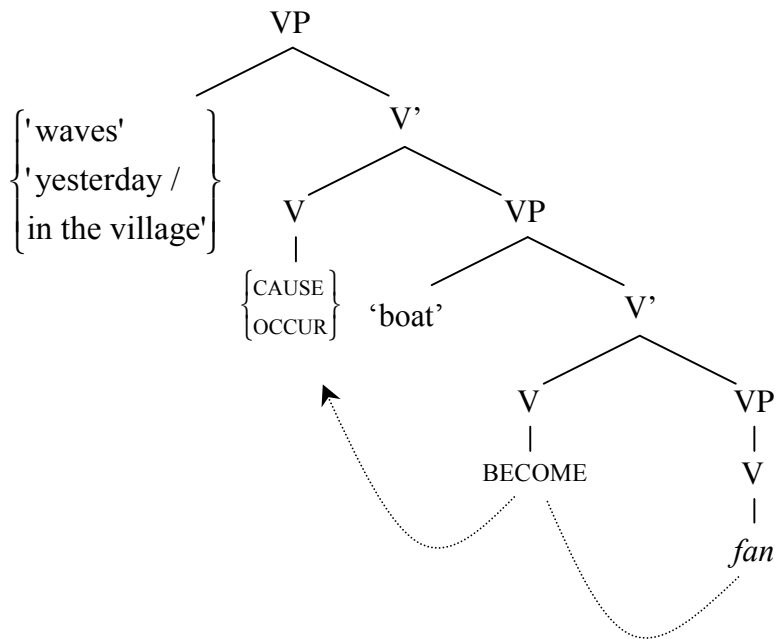 VP
'waves'
V’
'yesterday /
in the village'
V
VP
CAUSE
OCCUR
‘boat’
V’
V
VP
BECOME
V
fan